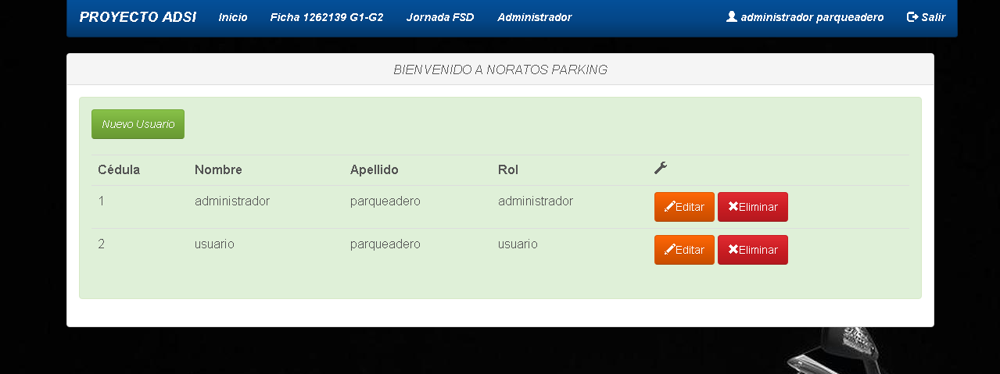 PROYECTO ADSI Inicio Ficha 1262139 G1-G2 Jornada FSD Administrador administrador parqueadero Salir
BIENVENIDO A NORATOS PARKING
Nuevo Usuario
Cédula Nombre Apellido Rol
1 administrador parqueadero administrador Editar Eliminar
2 usuario parqueadero usuario Editar Eliminar